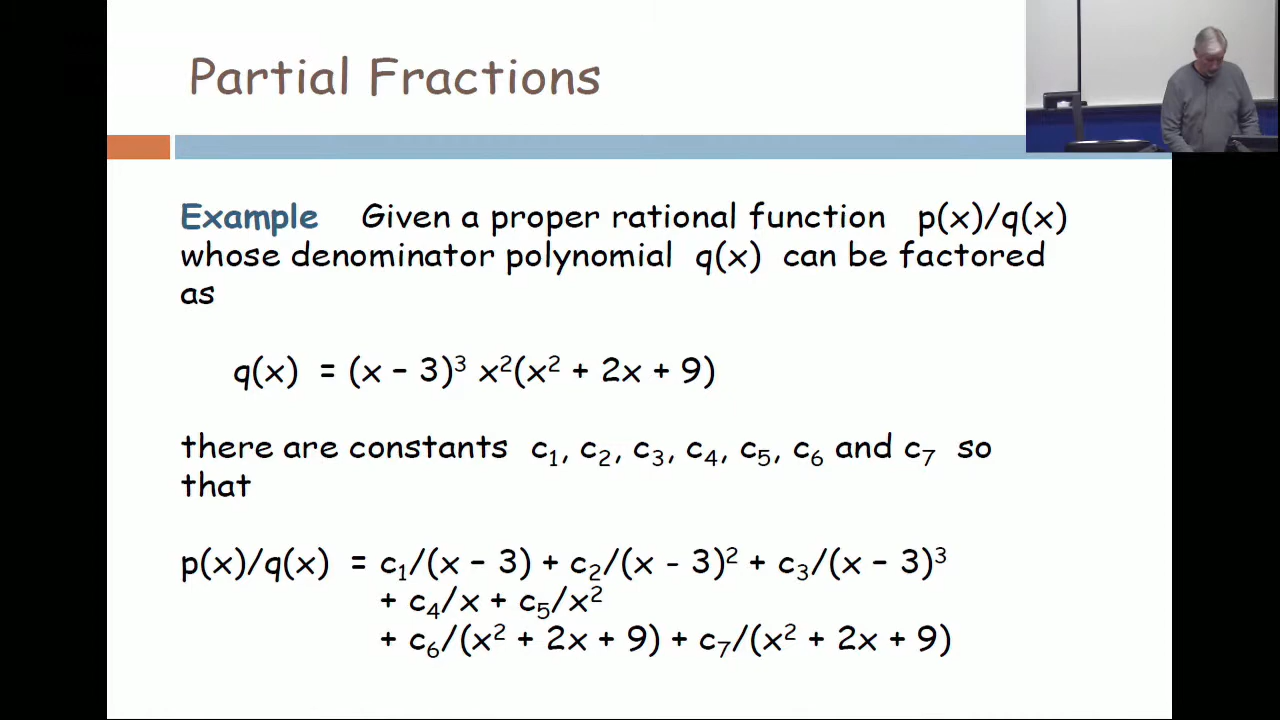 Partial Fractions
Example Given a proper rational function p(x)/q(x)
whose denominator polynomial q(x) can be factored
as
q(x) = (x – 3)³ x²(x² + 2x + 9)
there are constants c₁, c₂, c₃, c₄, c₅, c₆ and c₇ so
that
p(x)/q(x) = c₁/(x – 3) + c₂/(x - 3)² + c₃/(x – 3)³
+ c₄/x + c₅/x²
+ c₆/(x² + 2x + 9) + c₇/(x² + 2x + 9)